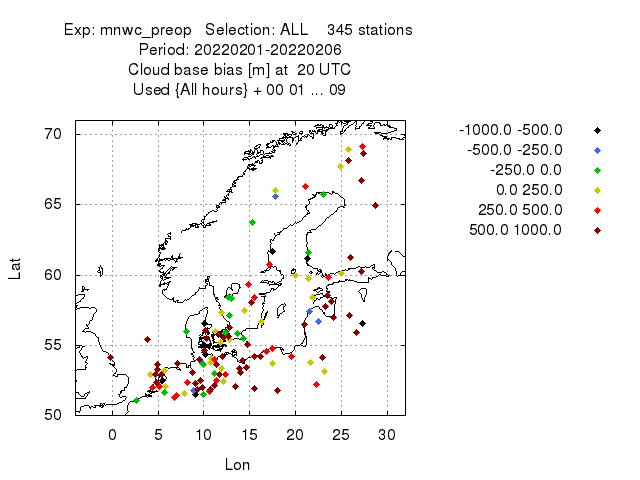 Exp: mnwc_preop   Selection: ALL    345 stations
Period: 20220201-20220206
Cloud base bias [m] at  20 UTC
Used {All hours} + 00 01 ... 09
-1000.0 -500.0
-500.0 -250.0
-250.0 0.0
0.0 250.0
250.0 500.0
500.0 1000.0
70
65
60
55
50
Lat
0 5 10 15 20 25 30
Lon